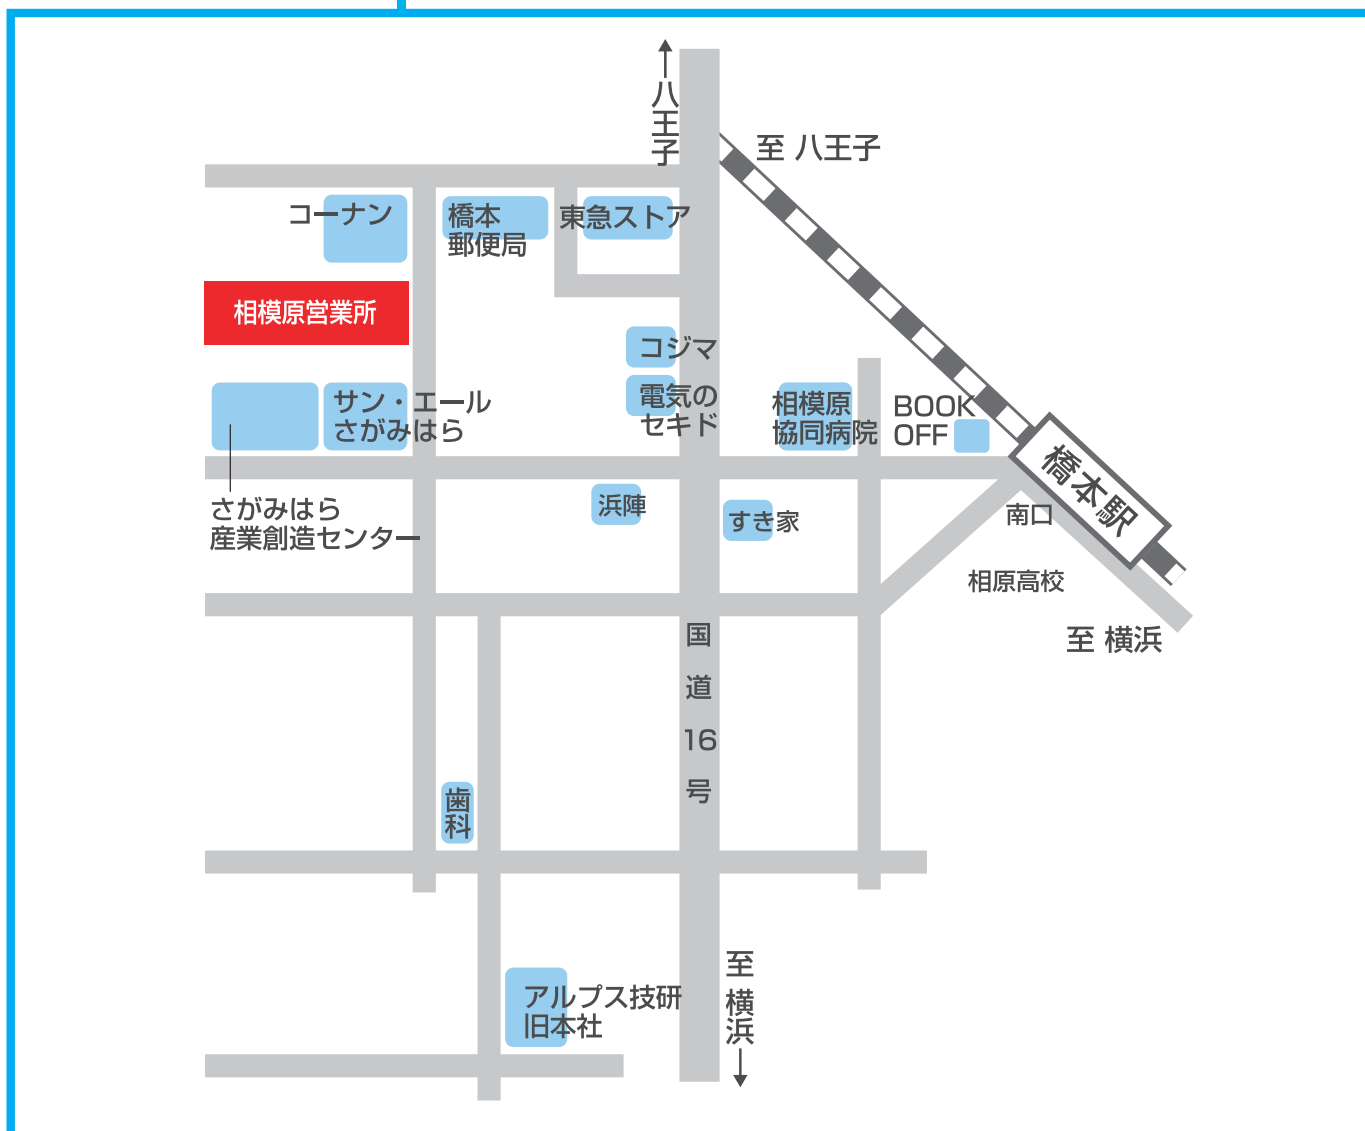 八王子
至 八王子
コーナン
橋本
郵便局
東急ストア
相模原営業所
コジマ
電気の
セキド
サン・エール
さがみはら
相模原
協同病院
BOOK
OFF
橋本駅
さがみはら
産業創造センター
浜陣
すき家
南口
相原高校
至 横浜
国道16号
歯科
アルプス技研
旧本社
至 横浜